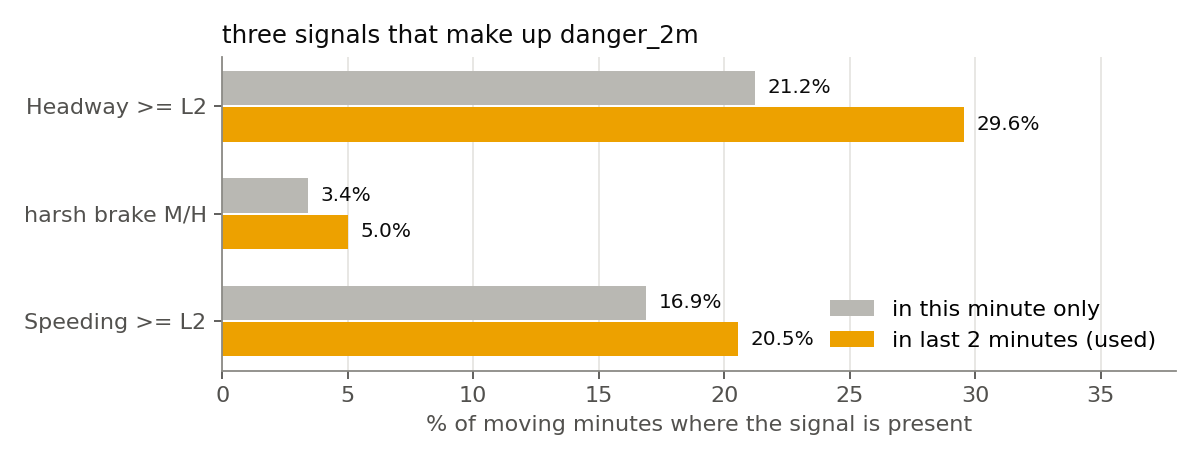 three signals that make up danger_2m
Headway >= L2
21.2%
29.6%
harsh brake M/H
3.4%
5.0%
Speeding >= L2
16.9%
20.5%
in this minute only
in last 2 minutes (used)
0 5 10 15 20 25 30 35
% of moving minutes where the signal is present